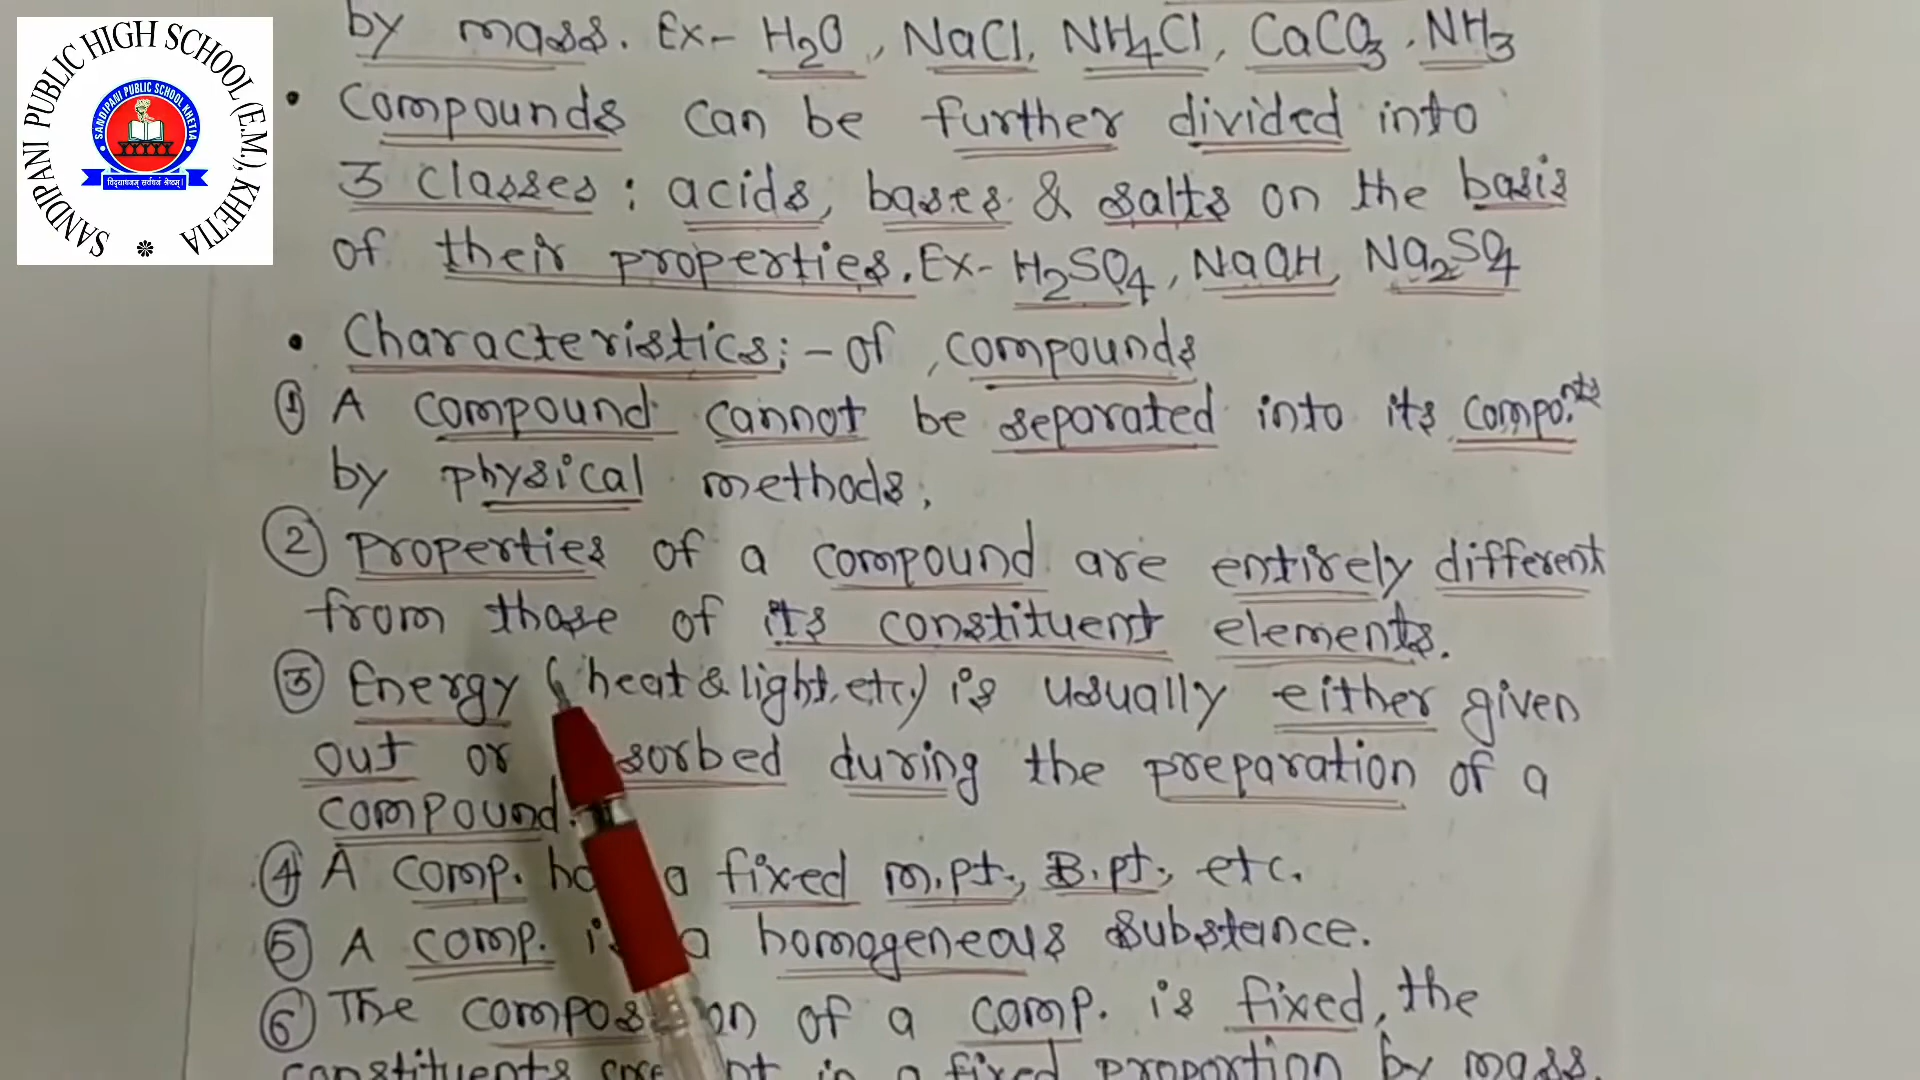 SANDIPANI PUBLIC HIGH SCHOOL (E.M.), KHETIA
SANDIPANI PUBLIC SCHOOL KHETIA
by mass. Ex- H₂O, NaCl, NH₄Cl, CaCO₃, NH₃
• Compounds can be further divided into
3 classes: acids, bases & salts on the basis
of their properties. Ex- H₂SO₄, NaOH, Na₂SO₄
• Characteristics:- of compounds
① A compound cannot be separated into its compo.nts
by physical methods.
② Properties of a compound are entirely different
from those of its constituent elements.
③ Energy (heat & light, etc.) is usually either given
out or sorbed during the preparation of a
compound.
④ A comp. a fixed m.pt., B.pt., etc.
⑤ A comp. a homogeneous substance.
⑥ The compos on of a comp. is fixed, the
constituents in a fixed proportion by mass.